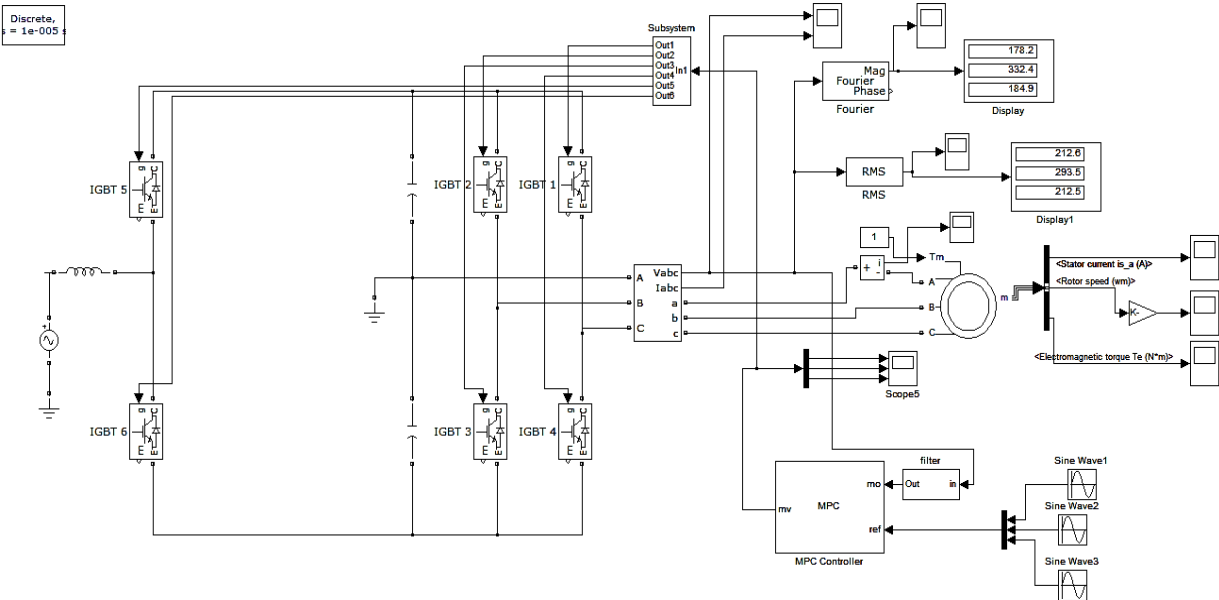 Discrete,
s = 1e-005 s
Subsystem
Out1
Out2
Out3
Out4
Out5
Out6
In1
Mag
Fourier
Phase
Fourier
178.2
332.4
184.9
Display
RMS
RMS
212.6
293.5
212.5
Display1
IGBT 5
g
C
E
E
IGBT 2
g
C
E
E
IGBT 1
g
C
E
E
1
Tm
+
i
-
A
B
C
m
<Stator current is_a (A)>
<Rotor speed (wm)>
K-
<Electromagnetic torque Te (N*m)>
A
B
C
Vabc
Iabc
a
b
c
+
Scope5
IGBT 6
g
C
E
E
IGBT 3
g
C
E
E
IGBT 4
g
C
E
E
mo
MPC
mv
ref
MPC Controller
filter
Out
in
Sine Wave1
Sine Wave2
Sine Wave3